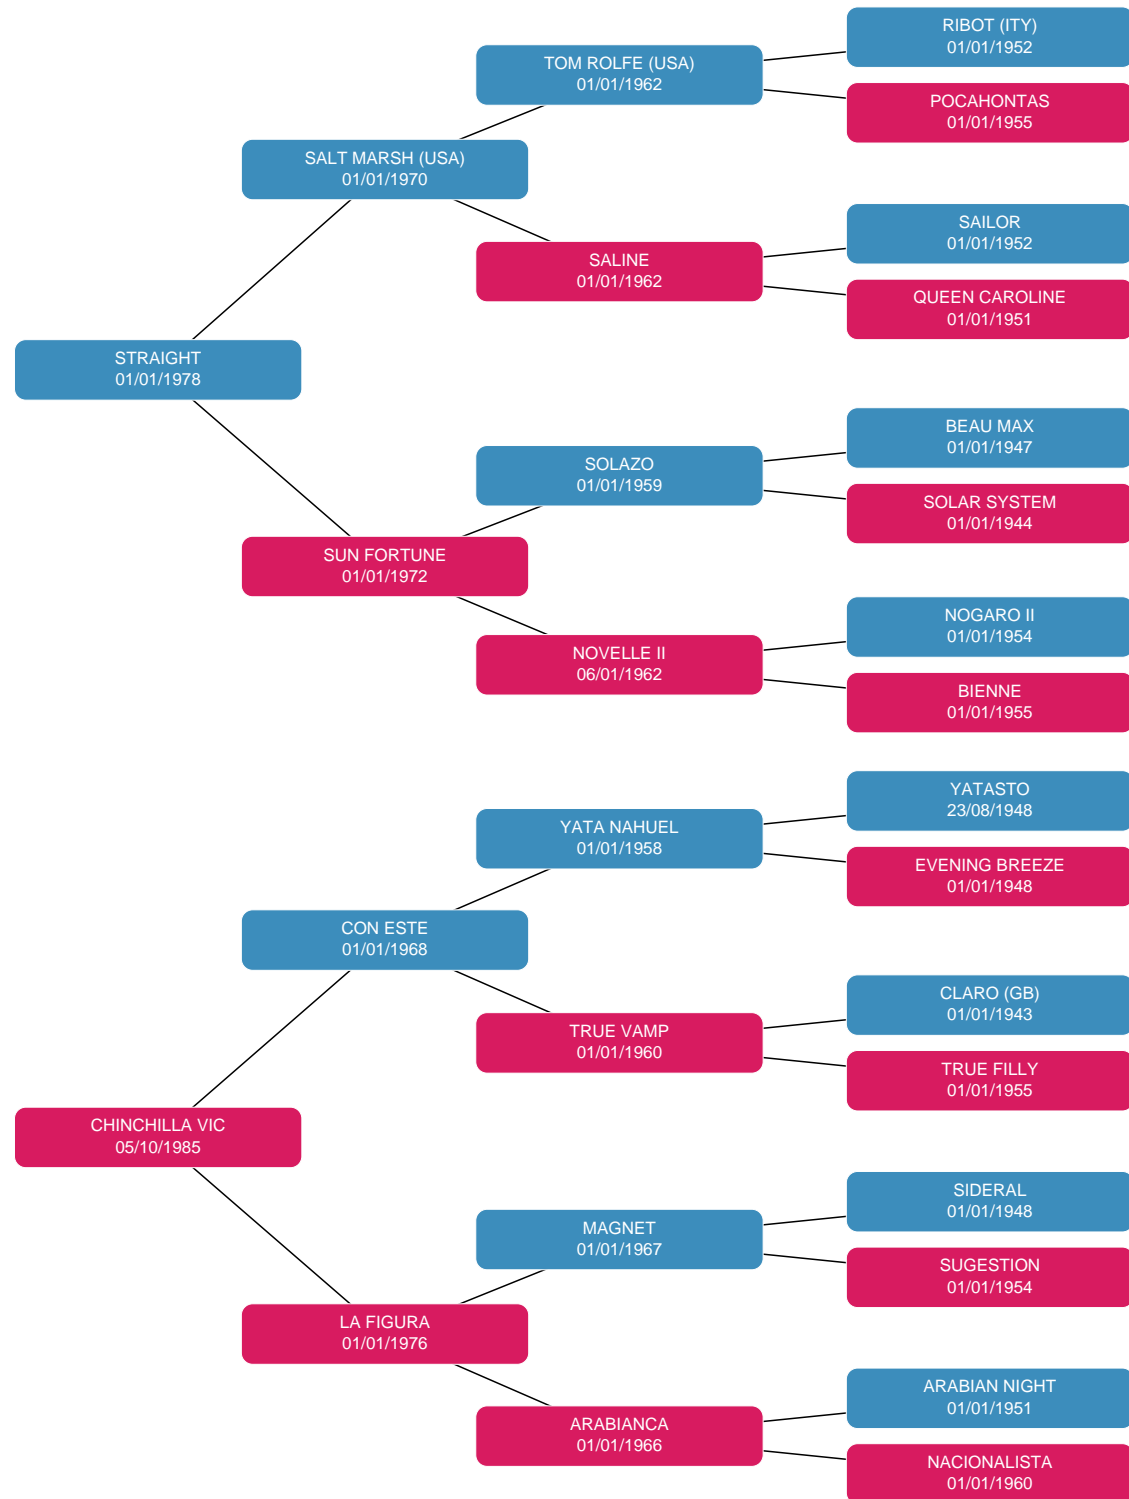 RIBOT (ITY)
01/01/1952
TOM ROLFE (USA)
01/01/1962
POCAHONTAS
01/01/1955
SALT MARSH (USA)
01/01/1970
SAILOR
01/01/1952
SALINE
01/01/1962
QUEEN CAROLINE
01/01/1951
STRAIGHT
01/01/1978
BEAU MAX
01/01/1947
SOLAZO
01/01/1959
SOLAR SYSTEM
01/01/1944
SUN FORTUNE
01/01/1972
NOGARO II
01/01/1954
NOVELLE II
06/01/1962
BIENNE
01/01/1955
YATASTO
23/08/1948
YATA NAHUEL
01/01/1958
EVENING BREEZE
01/01/1948
CON ESTE
01/01/1968
CLARO (GB)
01/01/1943
TRUE VAMP
01/01/1960
TRUE FILLY
01/01/1955
CHINCHILLA VIC
05/10/1985
SIDERAL
01/01/1948
MAGNET
01/01/1967
SUGESTION
01/01/1954
LA FIGURA
01/01/1976
ARABIAN NIGHT
01/01/1951
ARABIANCA
01/01/1966
NACIONALISTA
01/01/1960